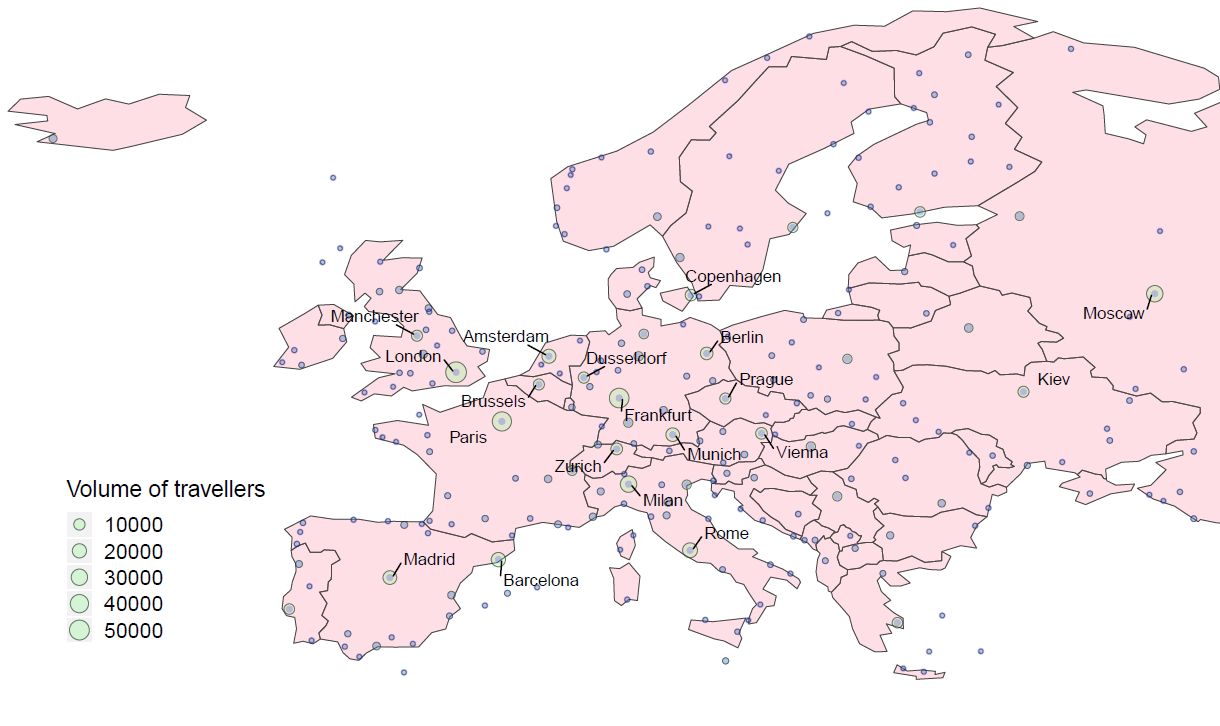 Copenhagen
Moscow
Manchester
Amsterdam
Berlin
London
Dusseldorf
Prague
Kiev
Brussels
Frankfurt
Paris
Munich
Vienna
Zurich
Milan
Rome
Madrid
Barcelona
Volume of travellers
10000
20000
30000
40000
50000